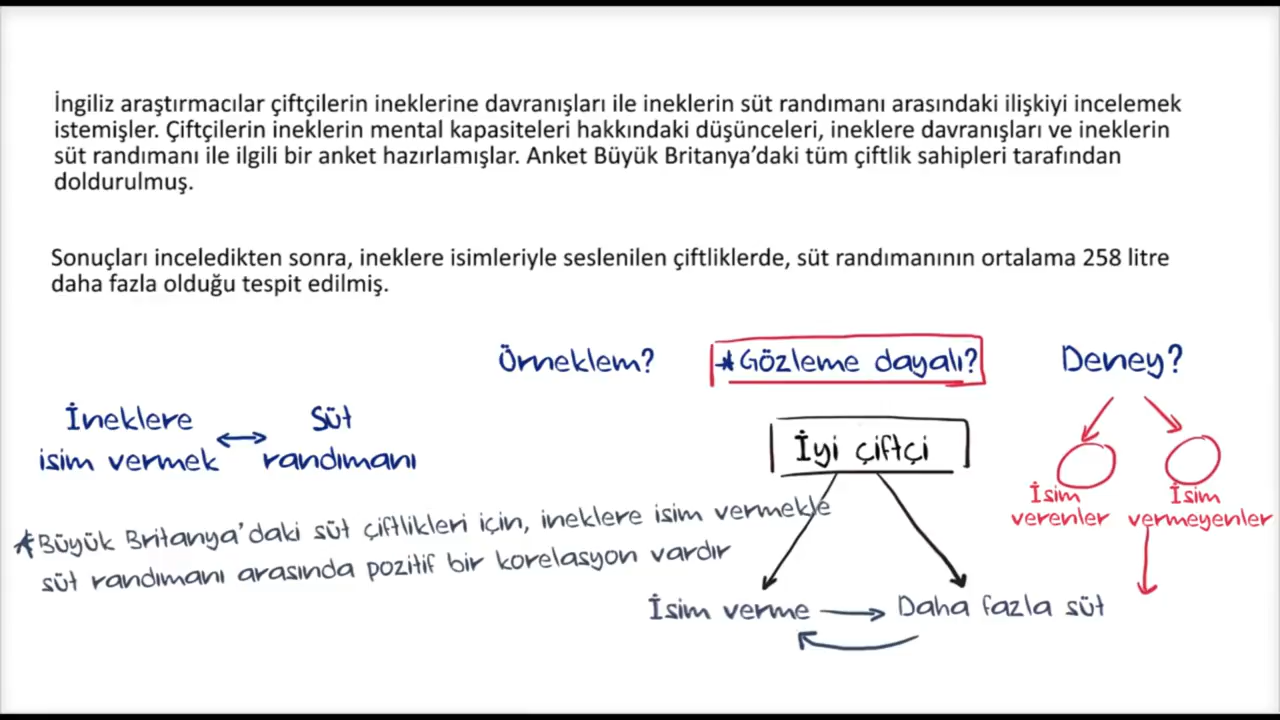 İngiliz araştırmacılar çiftçilerin ineklerine davranışları ile ineklerin süt randımanı arasındaki ilişkiyi incelemek
istemişler. Çiftçilerin ineklerin mental kapasiteleri hakkındaki düşünceleri, ineklere davranışları ve ineklerin
süt randımanı ile ilgili bir anket hazırlamışlar. Anket Büyük Britanya'daki tüm çiftlik sahipleri tarafından
doldurulmuş.
Sonuçları inceledikten sonra, ineklere isimleriyle seslenilen çiftliklerde, süt randımanının ortalama 258 litre
daha fazla olduğu tespit edilmiş.
Örneklem? *Gözleme dayalı? Deney?
İneklere Süt
isim vermek randımanı
İyi çiftçi
İsim İsim
verenler vermeyenler
*Büyük Britanya'daki süt çiftlikleri için, ineklere isim vermekle
süt randımanı arasında pozitif bir korelasyon vardır
İsim verme Daha fazla süt